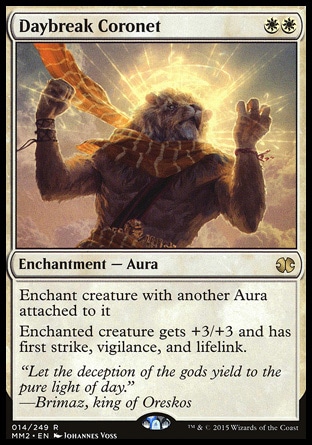 Daybreak Coronet
Enchantment — Aura
Enchant creature with another Aura
attached to it
Enchanted creature gets +3/+3 and has
first strike, vigilance, and lifelink.
“Let the deception of the gods yield to the
pure light of day.”
—Brimaz, king of Oreskos
014/249 R
MM2 • EN Johannes Voss
™ & © 2015 Wizards of the Coast